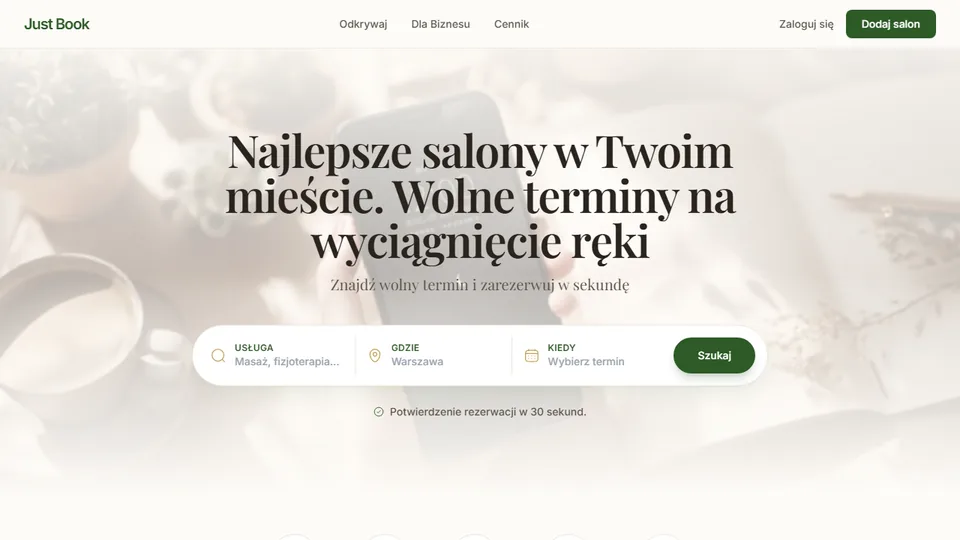 Just Book
Odkrywaj
Dla Biznesu
Cennik
Zaloguj się
Dodaj salon
Najlepsze salony w Twoim
mieście. Wolne terminy na
wyciągnięcie ręki
Znajdź wolny termin i zarezerwuj w sekundę
USŁUGA
Masaż, fizjoterapia...
GDZIE
Warszawa
KIEDY
Wybierz termin
Szukaj
Potwierdzenie rezerwacji w 30 sekund.